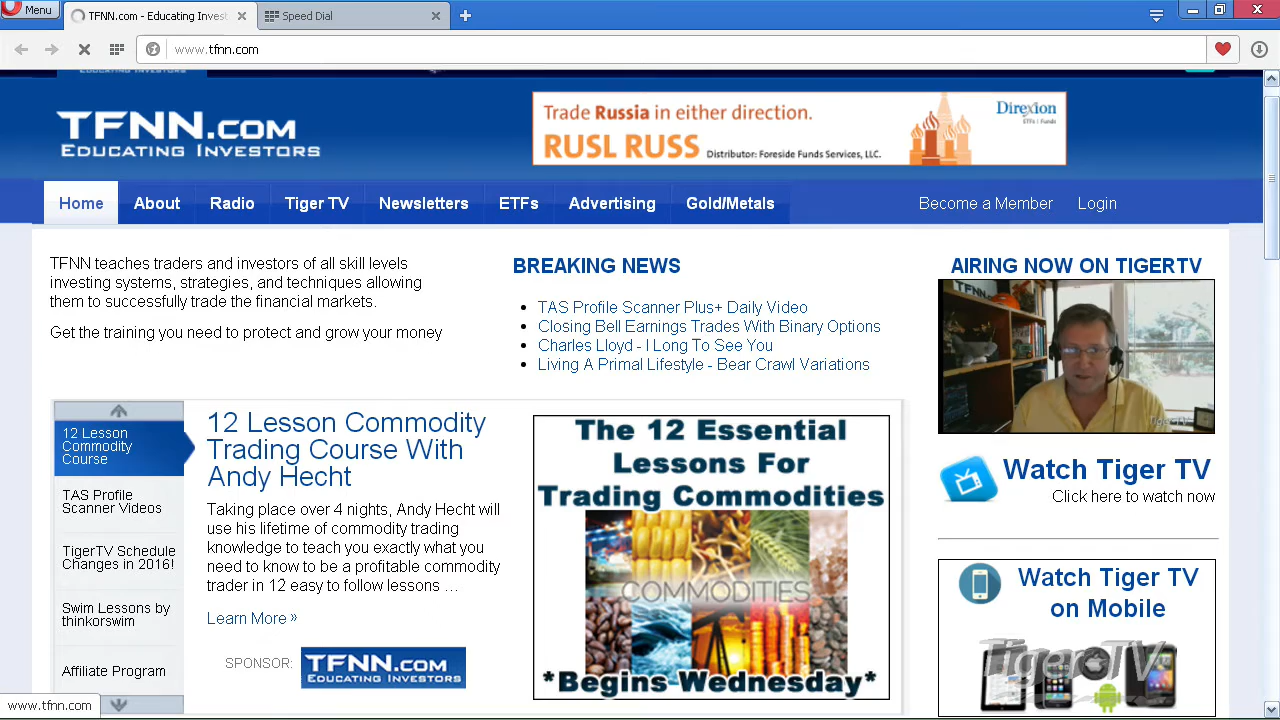 Menu
TFNN.com - Educating Invest
Speed Dial
www.tfnn.com
EDUCATING INVESTORS
TFNN.COM
EDUCATING INVESTORS
Trade Russia in either direction.
RUSL RUSS
Distributor: Foreside Funds Services, LLC.
Direxion
ETFs | Funds
Home
About
Radio
Tiger TV
Newsletters
ETFs
Advertising
Gold/Metals
Become a Member
Login
TFNN teaches traders and investors of all skill levels
investing systems, strategies, and techniques allowing
them to successfully trade the financial markets.
Get the training you need to protect and grow your money
BREAKING NEWS
TAS Profile Scanner Plus+ Daily Video
Closing Bell Earnings Trades With Binary Options
Charles Lloyd - I Long To See You
Living A Primal Lifestyle - Bear Crawl Variations
AIRING NOW ON TIGERTV
TFNN
TigerTV
Watch Tiger TV
Click here to watch now
Watch Tiger TV
on Mobile
TigerTV
12 Lesson
Commodity
Course
TAS Profile
Scanner Videos
TigerTV Schedule
Changes in 2016!
Swim Lessons by
thinkorswim
Affiliate Program
12 Lesson Commodity
Trading Course With
Andy Hecht
Taking place over 4 nights, Andy Hecht will
use his lifetime of commodity trading
knowledge to teach you exactly what you
need to know to be a profitable commodity
trader in 12 easy to follow lessons ...
Learn More »
SPONSOR:
TFNN.COM
EDUCATING INVESTORS
The 12 Essential
Lessons For
Trading Commodities
COMMODITIES
*Begins Wednesday*
www.tfnn.com